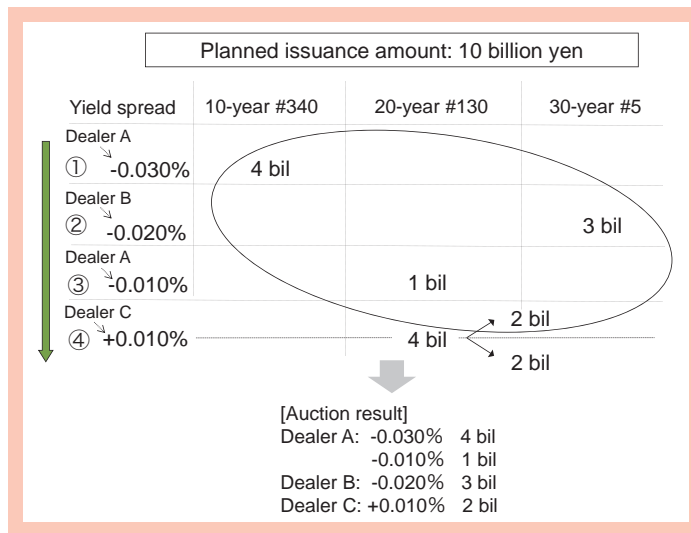 Planned issuance amount: 10 billion yen
Yield spread 10-year #340 20-year #130 30-year #5
Dealer A
① -0.030% 4 bil
Dealer B
② -0.020% 3 bil
Dealer A
③ -0.010% 1 bil
Dealer C
④ +0.010% 4 bil
2 bil
2 bil
[Auction result]
Dealer A: -0.030% 4 bil
-0.010% 1 bil
Dealer B: -0.020% 3 bil
Dealer C: +0.010% 2 bil